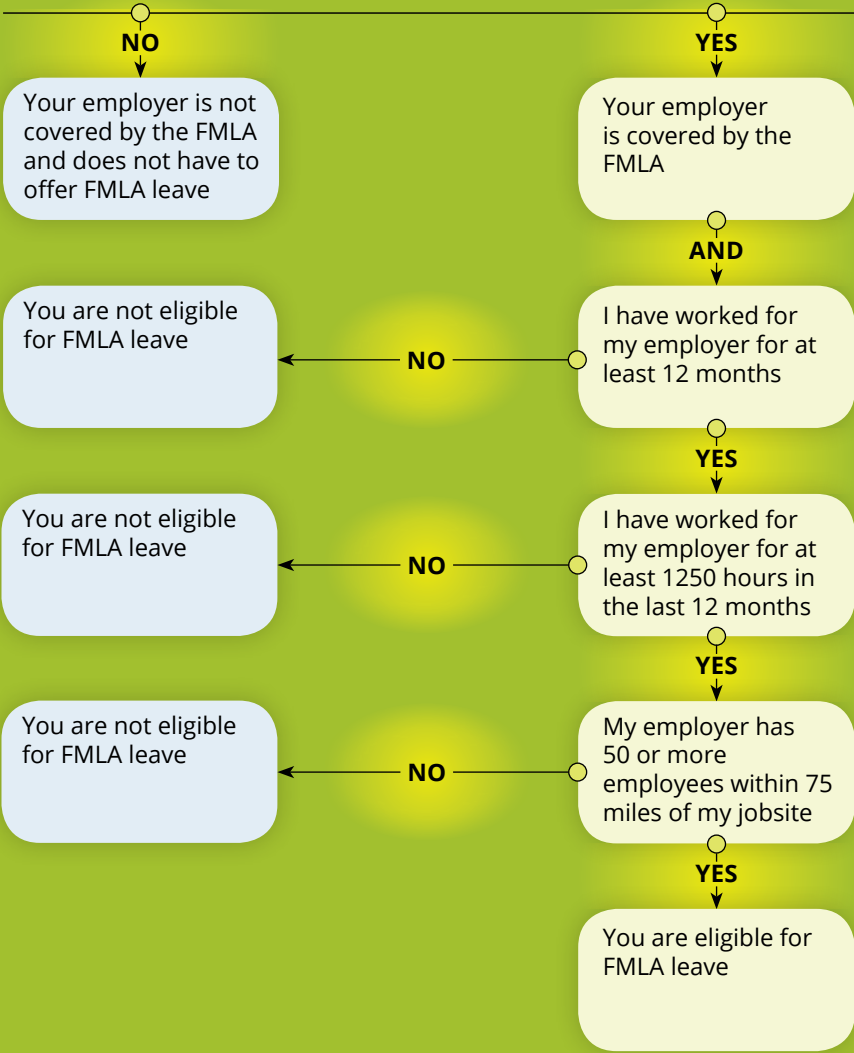 NO
YES
Your employer is not
covered by the FMLA
and does not have to
offer FMLA leave
Your employer
is covered by the
FMLA
AND
You are not eligible
for FMLA leave
NO
I have worked for
my employer for at
least 12 months
YES
You are not eligible
for FMLA leave
NO
I have worked for
my employer for at
least 1250 hours in
the last 12 months
YES
You are not eligible
for FMLA leave
NO
My employer has
50 or more
employees within 75
miles of my jobsite
YES
You are eligible for
FMLA leave